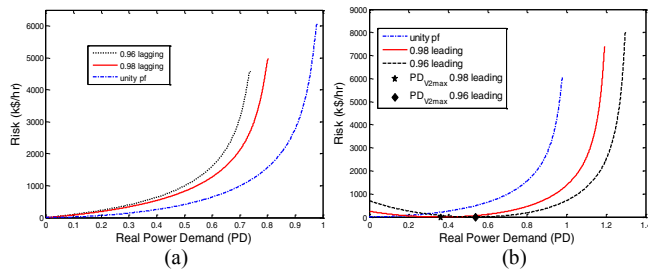 6000
5000
4000
3000
2000
1000
0
Risk (k$/hr)
0.96 lagging
0.98 lagging
unity pf
0 0.1 0.2 0.3 0.4 0.5 0.6 0.7 0.8 0.9 1
Real Power Demand (PD)
(a)
9000
8000
7000
6000
5000
4000
3000
2000
1000
0
Risk (k$/hr)
unity pf
0.98 leading
0.96 leading
PD_V2max 0.98 leading
PD_V2max 0.96 leading
0 0.2 0.4 0.6 0.8 1 1.2 1.4
Real Power Demand (PD)
(b)